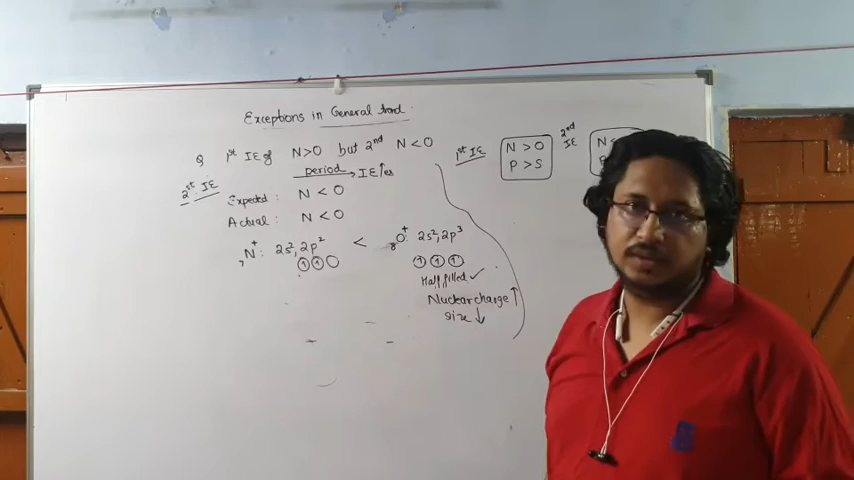 Exceptions in General trend.
Q 1st IE of N>O but 2nd N<O
2st IE
period → IE↑es
Expected : N < O
Actual : N < O
7N+ : 2s², 2p² < 8O+ : 2s², 2p³
Half filled ✓
Nuclear charge ↑
size ↓
1st IE N > O
P > S
2nd IE N<